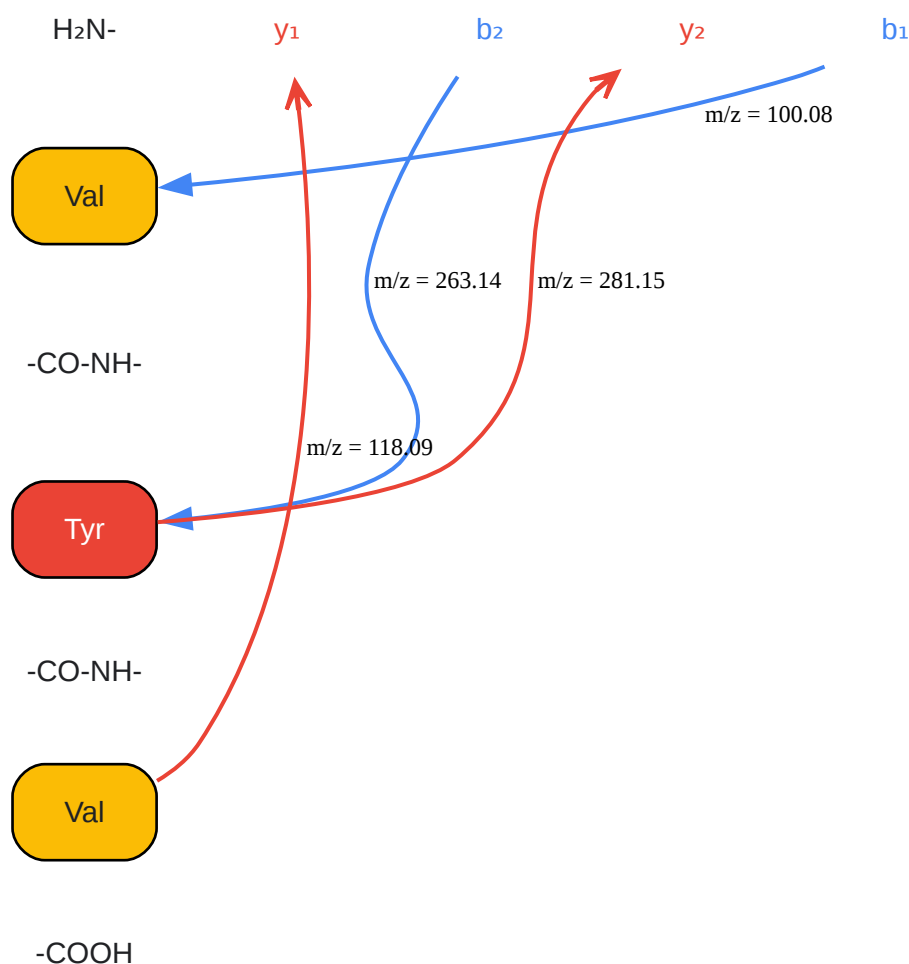 H₂N- y₁ b₂ y₂ b₁
m/z = 100.08
Val
m/z = 263.14 m/z = 281.15
-CO-NH-
m/z = 118.09
Tyr
-CO-NH-
Val
-COOH